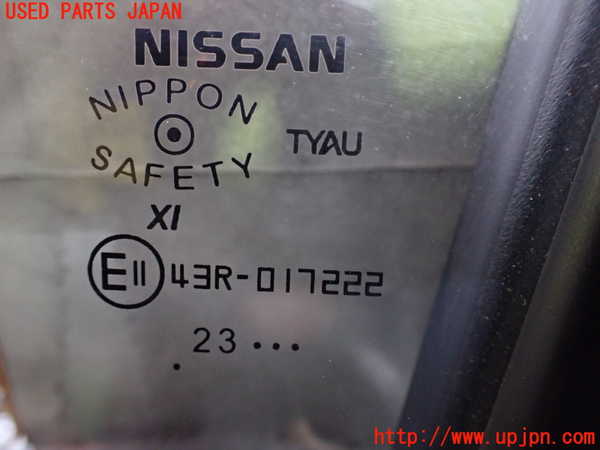 USED PARTS JAPAN
NISSAN
NIPPON
SAFETY
TYAU
XI
E11 43R-017222
. 23 •••
http://www.upjpn.com/